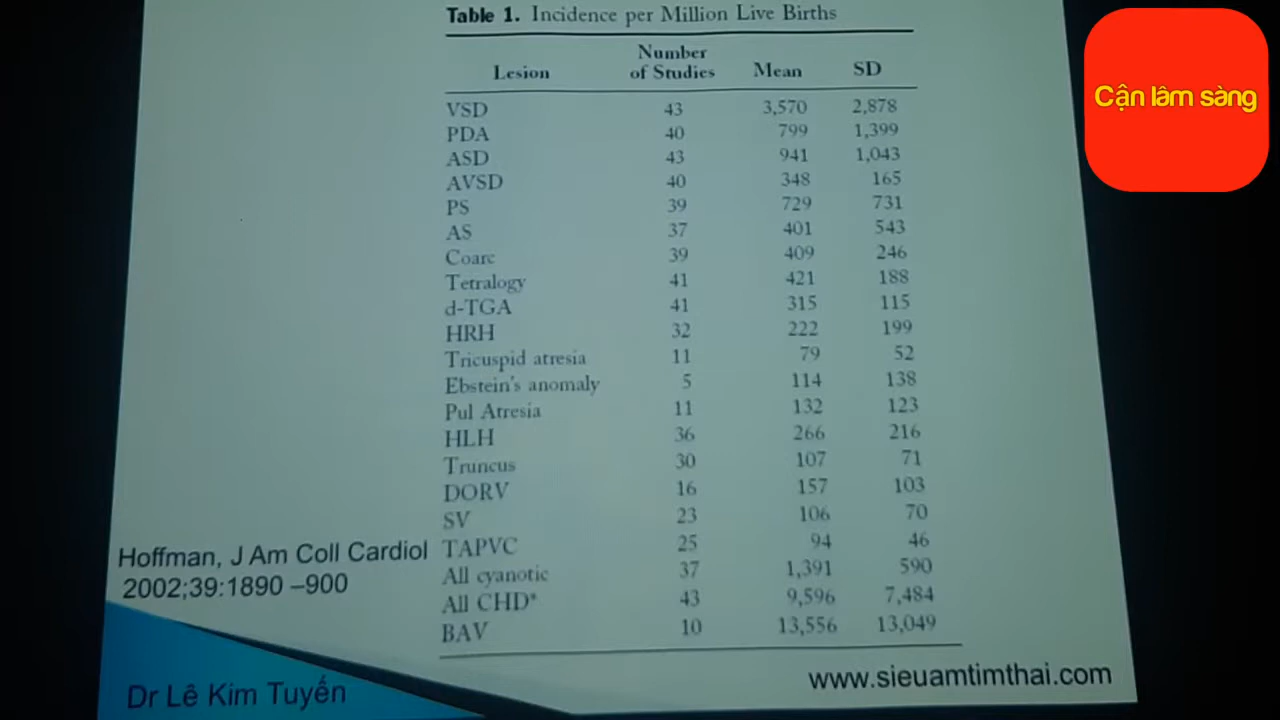 Table 1. Incidence per Million Live Births
Lesion Number of Studies Mean SD
VSD 43 3,570 2,878
PDA 40 799 1,399
ASD 43 941 1,043
AVSD 40 348 165
PS 39 729 731
AS 37 401 543
Coarc 39 409 246
Tetralogy 41 421 188
d-TGA 41 315 115
HRH 32 222 199
Tricuspid atresia 11 79 52
Ebstein's anomaly 5 114 138
Pul Atresia 11 132 123
HLH 36 266 216
Truncus 30 107 71
DORV 16 157 103
SV 23 106 70
TAPVC 25 94 46
All cyanotic 37 1,391 590
All CHD* 43 9,596 7,484
BAV 10 13,556 13,049
Hoffman, J Am Coll Cardiol
2002;39:1890 –900
Dr Lê Kim Tuyến
www.sieuamtimthai.com
Cận lâm sàng